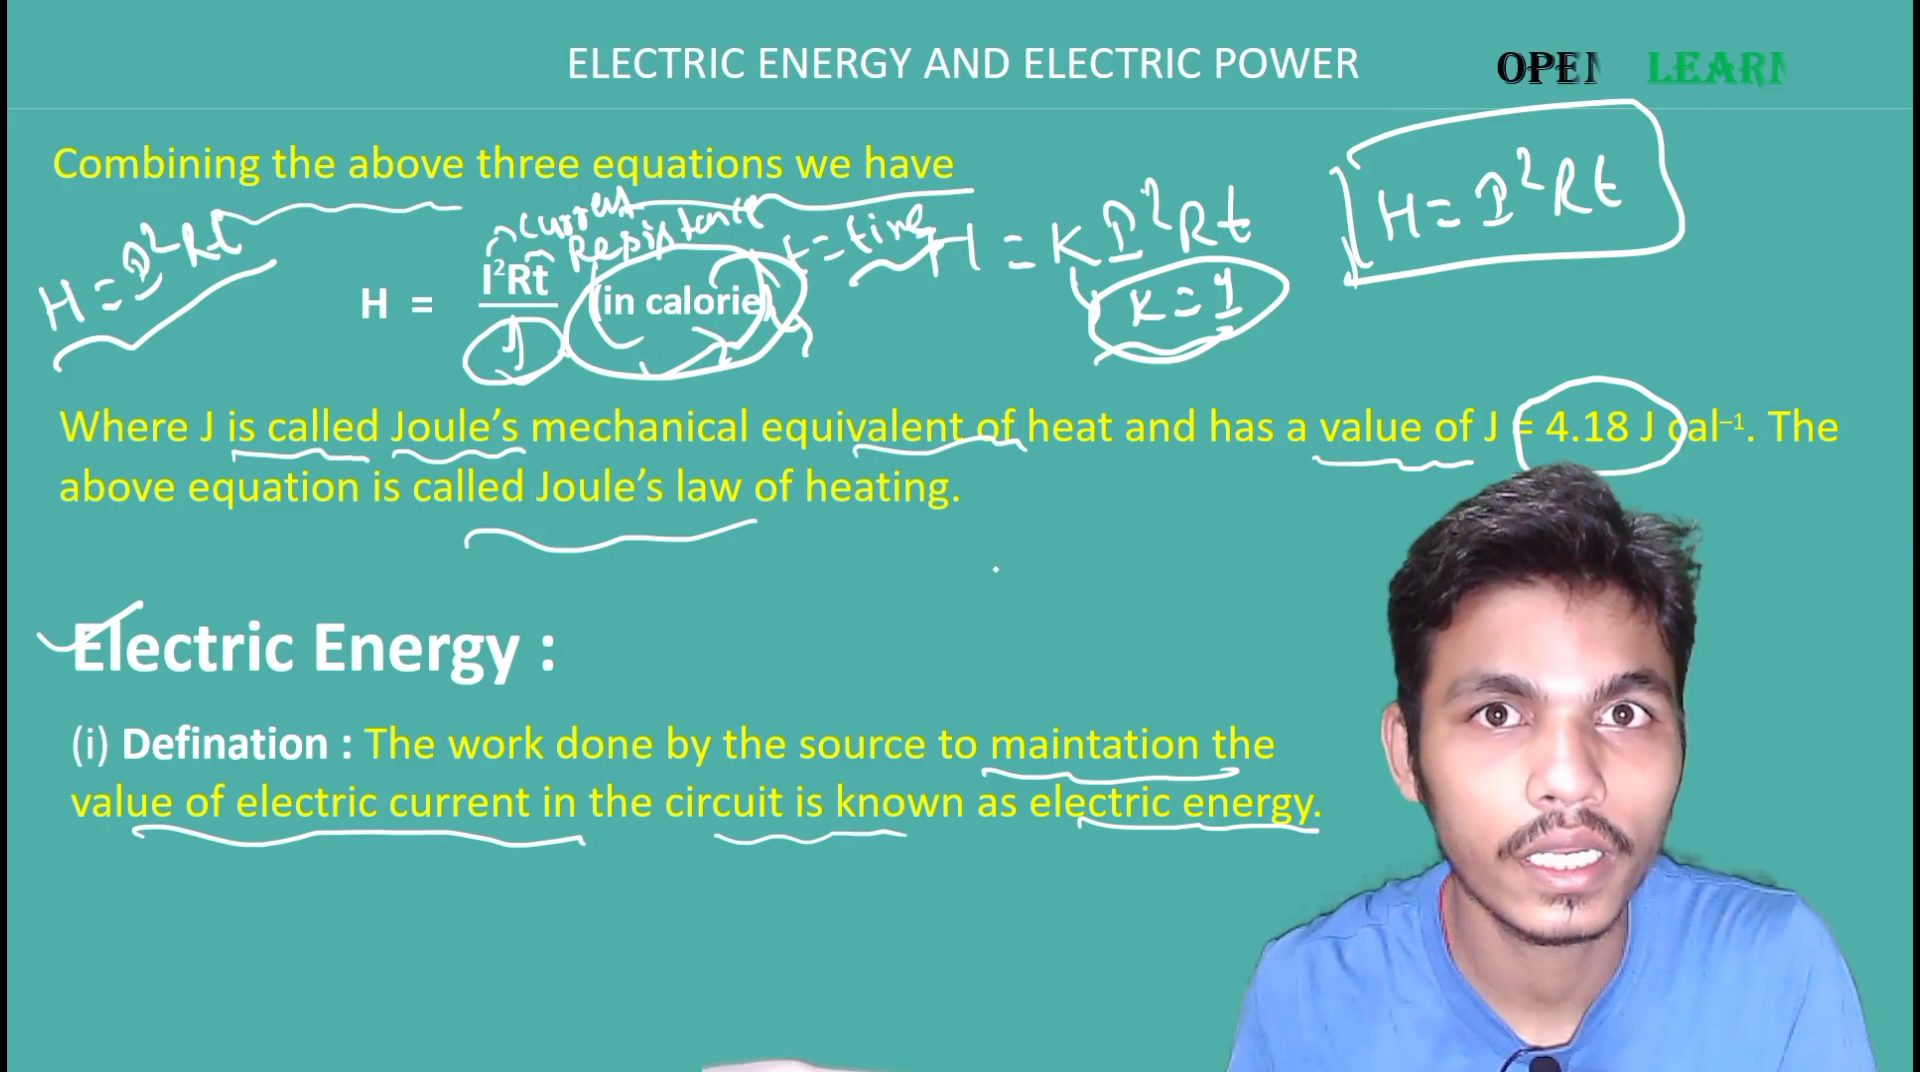 ELECTRIC ENERGY AND ELECTRIC POWER
OPEN LEARN
Combining the above three equations we have
H = I²Rt
Current
Resistance
t = time
H = K I²Rt
K = 1
H = I²Rt
H = I²Rt / J (in calorie)
Where J is called Joule’s mechanical equivalent of heat and has a value of J = 4.18 J cal⁻¹. The
above equation is called Joule’s law of heating.
Electric Energy :
(i) Defination : The work done by the source to maintation the
value of electric current in the circuit is known as electric energy.